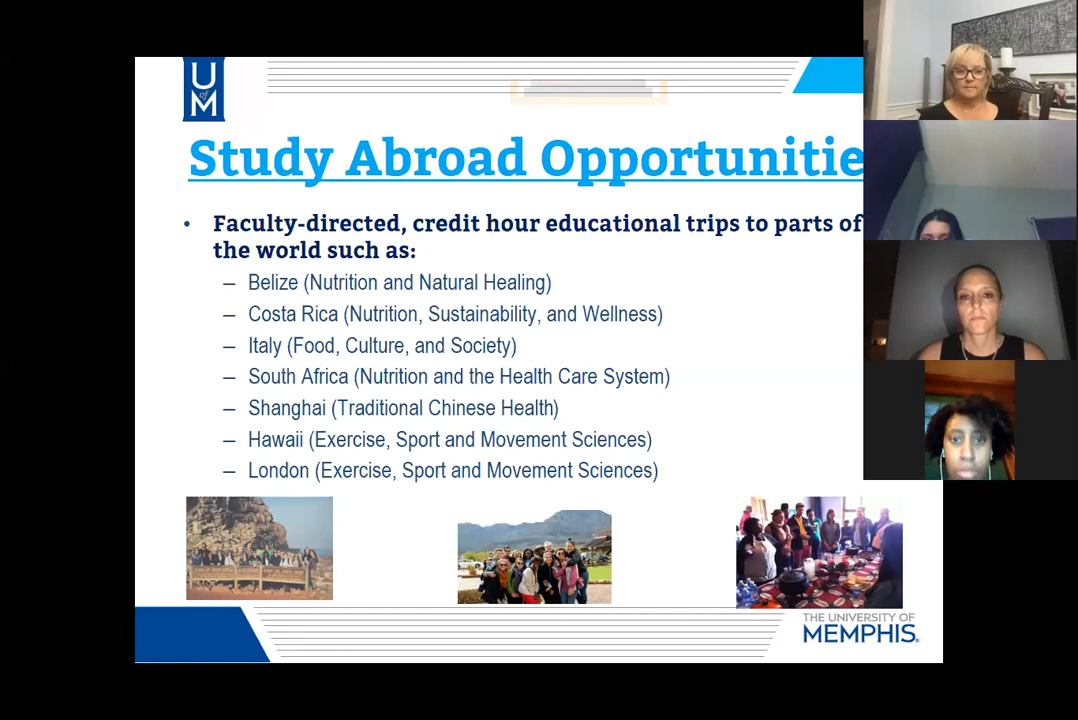 U
of
M
Study Abroad Opportunitie
• Faculty-directed, credit hour educational trips to parts of
the world such as:
– Belize (Nutrition and Natural Healing)
– Costa Rica (Nutrition, Sustainability, and Wellness)
– Italy (Food, Culture, and Society)
– South Africa (Nutrition and the Health Care System)
– Shanghai (Traditional Chinese Health)
– Hawaii (Exercise, Sport and Movement Sciences)
– London (Exercise, Sport and Movement Sciences)
THE UNIVERSITY OF
MEMPHIS.